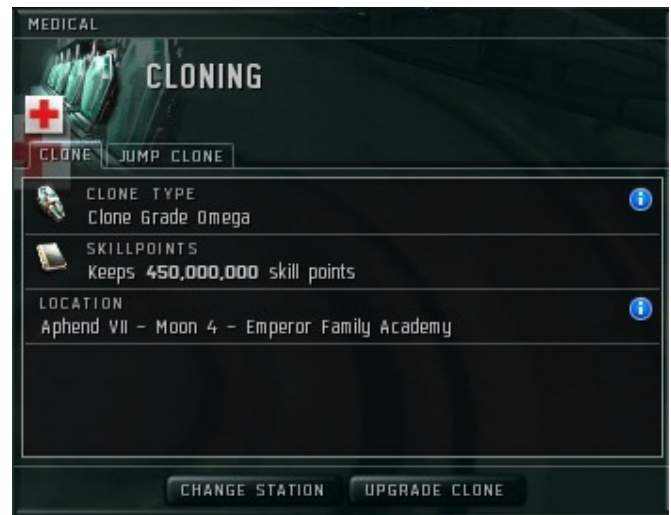 MEDICAL
CLONING
CLONE
JUMP CLONE
CLONE TYPE
Clone Grade Omega
SKILLPOINTS
Keeps 450,000,000 skill points
LOCATION
Aphend VII - Moon 4 - Emperor Family Academy
CHANGE STATION
UPGRADE CLONE